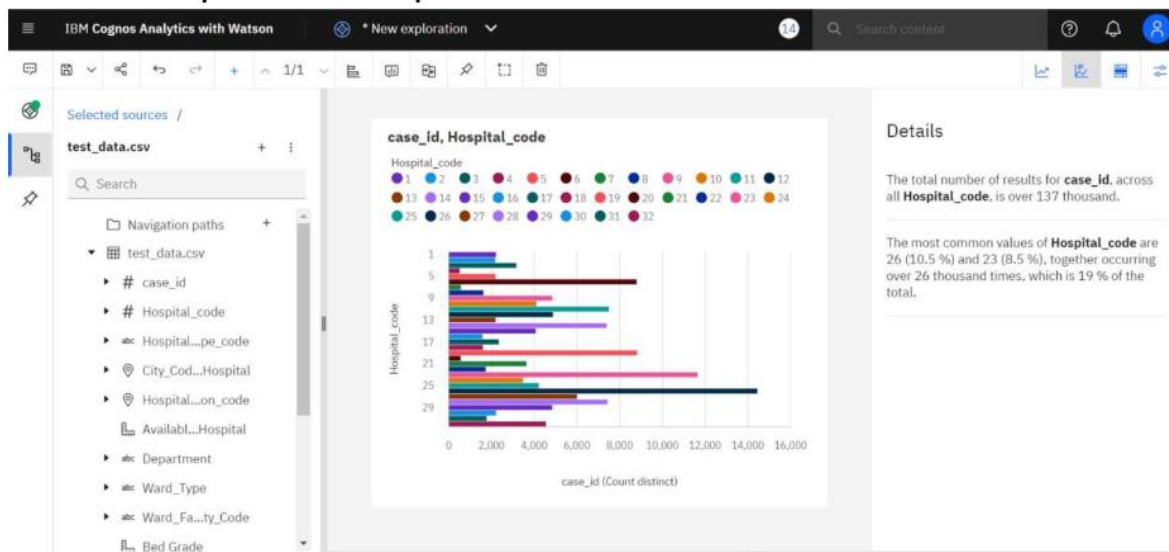 IBM Cognos Analytics with Watson
* New exploration
14
Search content
1/1
Selected sources /
test_data.csv
Search
Navigation paths
test_data.csv
case_id
Hospital_code
abc Hospital...pe_code
City_Cod...Hospital
Hospital...on_code
Availabl...Hospital
abc Department
abc Ward_Type
abc Ward_Fa...ty_Code
Bed Grade
case_id, Hospital_code
Hospital_code
1 2 3 4 5 6 7 8 9 10 11 12
13 14 15 16 17 18 19 20 21 22 23 24
25 26 27 28 29 30 31 32
Hospital_code
1
5
9
13
17
21
25
29
0 2,000 4,000 6,000 8,000 10,000 12,000 14,000 16,000
case_id (Count distinct)
Details
The total number of results for case_id, across
all Hospital_code, is over 137 thousand.
The most common values of Hospital_code are
26 (10.5 %) and 23 (8.5 %), together occurring
over 26 thousand times, which is 19 % of the
total.